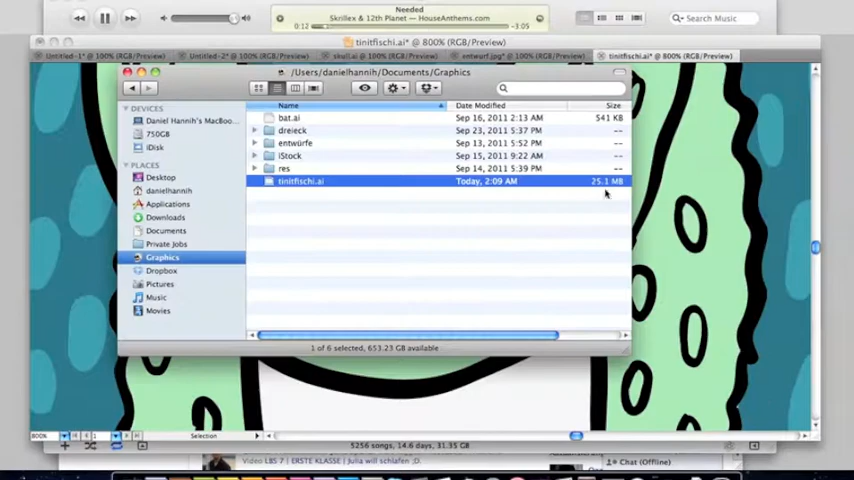 Needed
Skrillex & 12th Planet — HouseAnthems.com
0:12
-3:05
Search Music
tinitfischi.ai* @ 800% (RGB/Preview)
Untitled-1* @ 100% (RGB/Preview)
Untitled-2* @ 100% (RGB/Preview)
skull.ai @ 100% (RGB/Preview)
entwurf.jpg* @ 100% (RGB/Preview)
tinitfischi.ai* @ 800% (RGB/Preview)
/Users/danielhannih/Documents/Graphics
Name Date Modified Size
DEVICES
Daniel Hannih's MacBoo...
750GB
iDisk
PLACES
Desktop
danielhannih
Applications
Downloads
Documents
Private Jobs
Graphics
Dropbox
Pictures
Music
Movies
bat.ai Sep 16, 2011 2:13 AM 541 KB
dreieck Sep 23, 2011 5:37 PM --
entwürfe Sep 13, 2011 5:52 PM --
iStock Sep 15, 2011 9:22 AM --
res Sep 14, 2011 5:39 PM --
tinitfischi.ai Today, 2:09 AM 25.1 MB
1 of 6 selected, 653.23 GB available
800% 1 Selection
5256 songs, 14.6 days, 31.35 GB
Video LBS 7 | ERSTE KLASSE | Julia will schlafen ;D.
Chat (Offline)